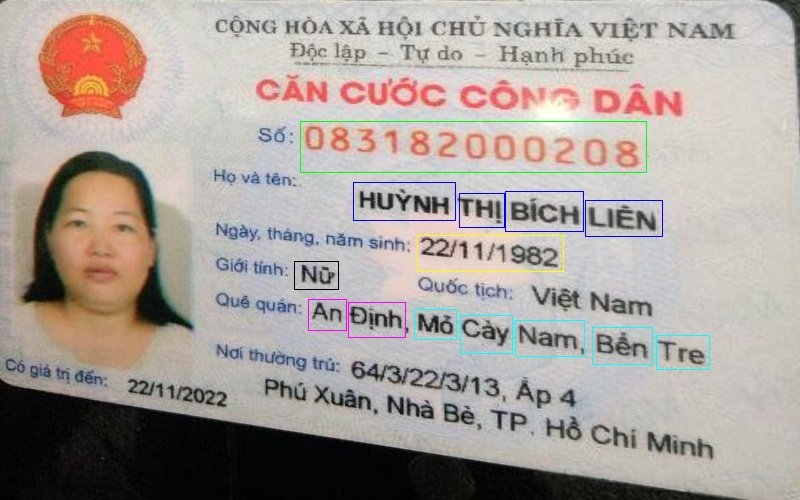 CỘNG HÒA XÃ HỘI CHỦ NGHĨA VIỆT NAM
Độc lập - Tự do - Hạnh phúc
CĂN CƯỚC CÔNG DÂN
Số: 083182000208
Họ và tên:
HUỲNH THỊ BÍCH LIÊN
Ngày, tháng, năm sinh: 22/11/1982
Giới tính: Nữ Quốc tịch: Việt Nam
Quê quán: An Định, Mỏ Cày Nam, Bến Tre
Nơi thường trú: 64/3/22/3/13, Ấp 4
Phú Xuân, Nhà Bè, TP. Hồ Chí Minh
Có giá trị đến: 22/11/2022